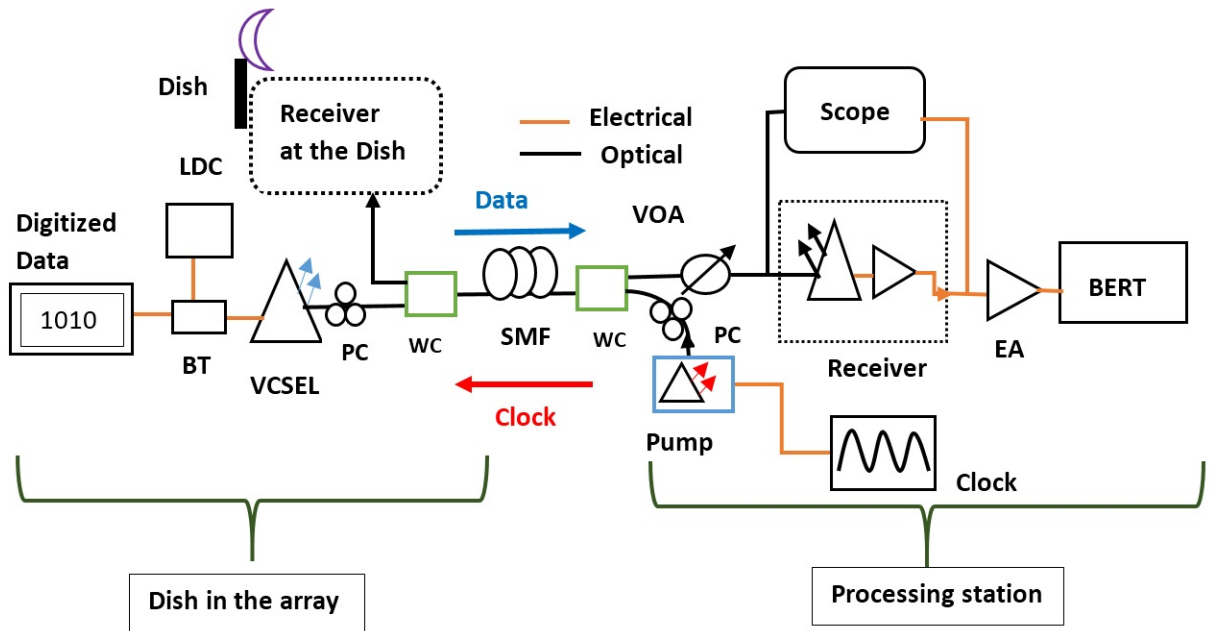 Dish
Receiver
at the Dish
Electrical
Optical
Scope
LDC
Digitized
Data
1010
BT
VCSEL
PC
WC
Data
SMF
Clock
WC
VOA
PC
Pump
Receiver
EA
BERT
Clock
Dish in the array
Processing station